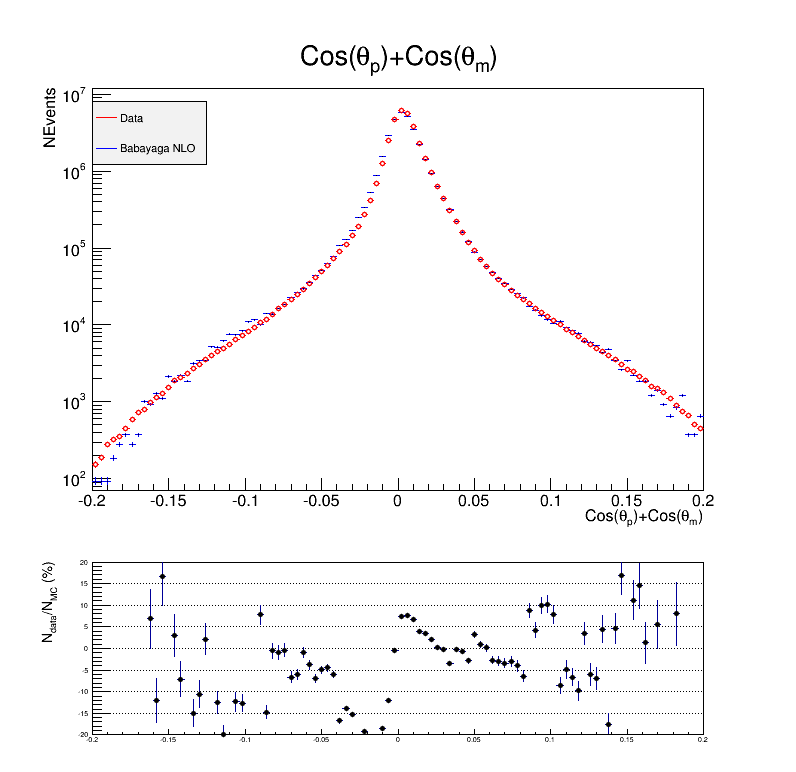 Cos(θp)+Cos(θm)
NEvents
10^7
10^6
10^5
10^4
10^3
10^2
Data
Babayaga NLO
-0.2 -0.15 -0.1 -0.05 0 0.05 0.1 0.15 0.2
Cos(θp)+Cos(θm)
Ndata/NMC (%)
20
15
10
5
0
-5
-10
-15
-20
-0.2 -0.15 -0.1 -0.05 0 0.05 0.1 0.15 0.2